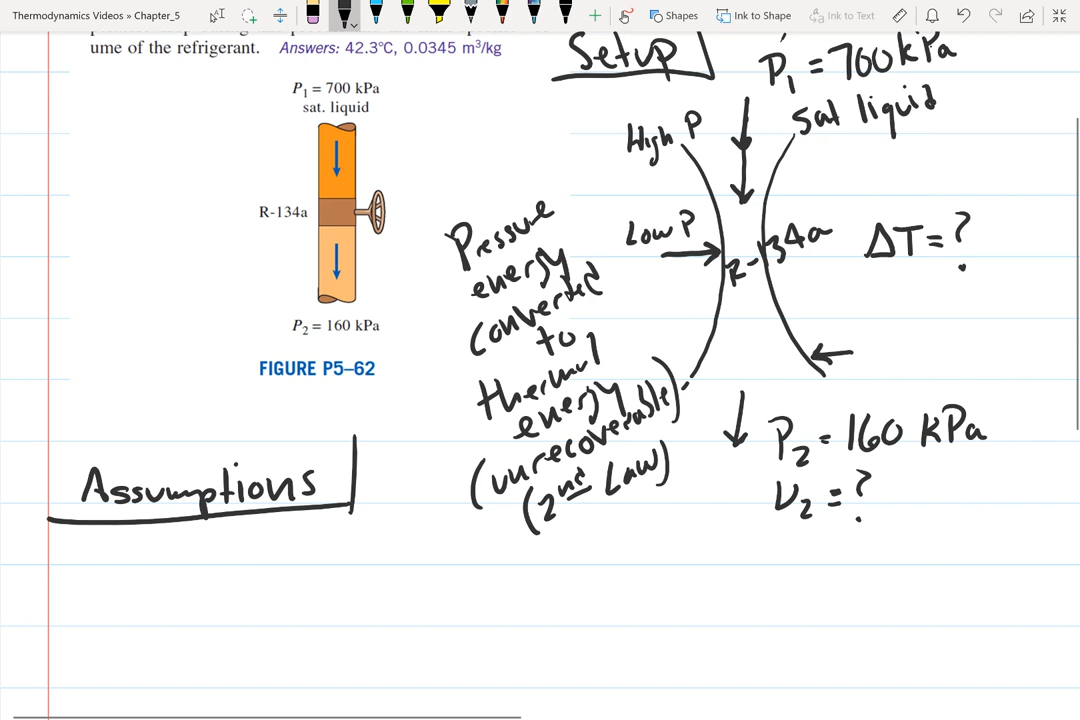 Thermodynamics Videos » Chapter_5
Shapes
Ink to Shape
Ink to Text
ume of the refrigerant. Answers: 42.3°C, 0.0345 m³/kg
P₁ = 700 kPa
sat. liquid
R-134a
P₂ = 160 kPa
FIGURE P5–62
Setup
P₁ = 700 kPa
Sat liquid
High P
Low P
R-134a
ΔT = ?
Pressure
energy
converted
to
thermal
energy
(unrecoverable)
(2nd Law)
P₂ = 160 kPa
υ₂ = ?
Assumptions